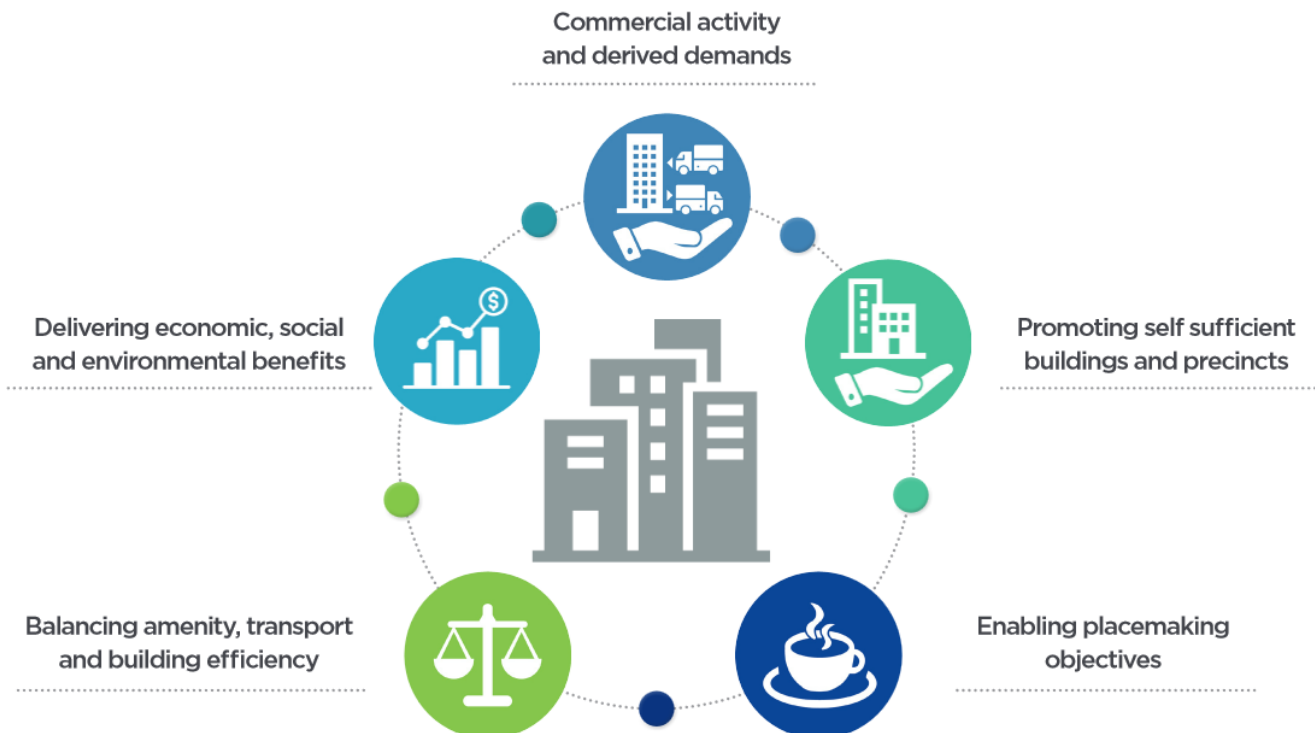 Commercial activity
and derived demands
Delivering economic, social
and environmental benefits
$
Promoting self sufficient
buildings and precincts
Balancing amenity, transport
and building efficiency
Enabling placemaking
objectives